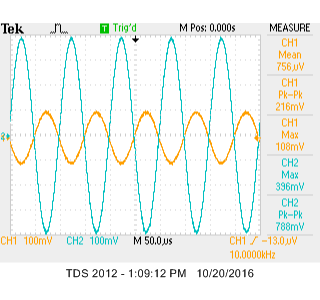 Tek T Trig'd M Pos: 0.000s MEASURE
CH1
Mean
756µV
CH1
Pk-Pk
216mV
CH1
Max
108mV
CH2
Max
396mV
CH2
Pk-Pk
788mV
2
CH1 100mV CH2 100mV M 50.0µs CH1 / -13.0µV
10.0000kHz
TDS 2012 - 1:09:12 PM 10/20/2016